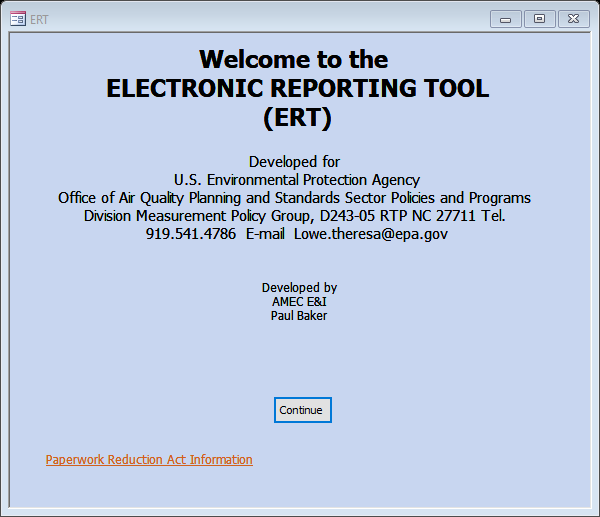 ERT
Welcome to the
ELECTRONIC REPORTING TOOL
(ERT)
Developed for
U.S. Environmental Protection Agency
Office of Air Quality Planning and Standards Sector Policies and Programs
Division Measurement Policy Group, D243-05 RTP NC 27711 Tel.
919.541.4786  E-mail  Lowe.theresa@epa.gov
Developed by
AMEC E&I
Paul Baker
Continue
Paperwork Reduction Act Information